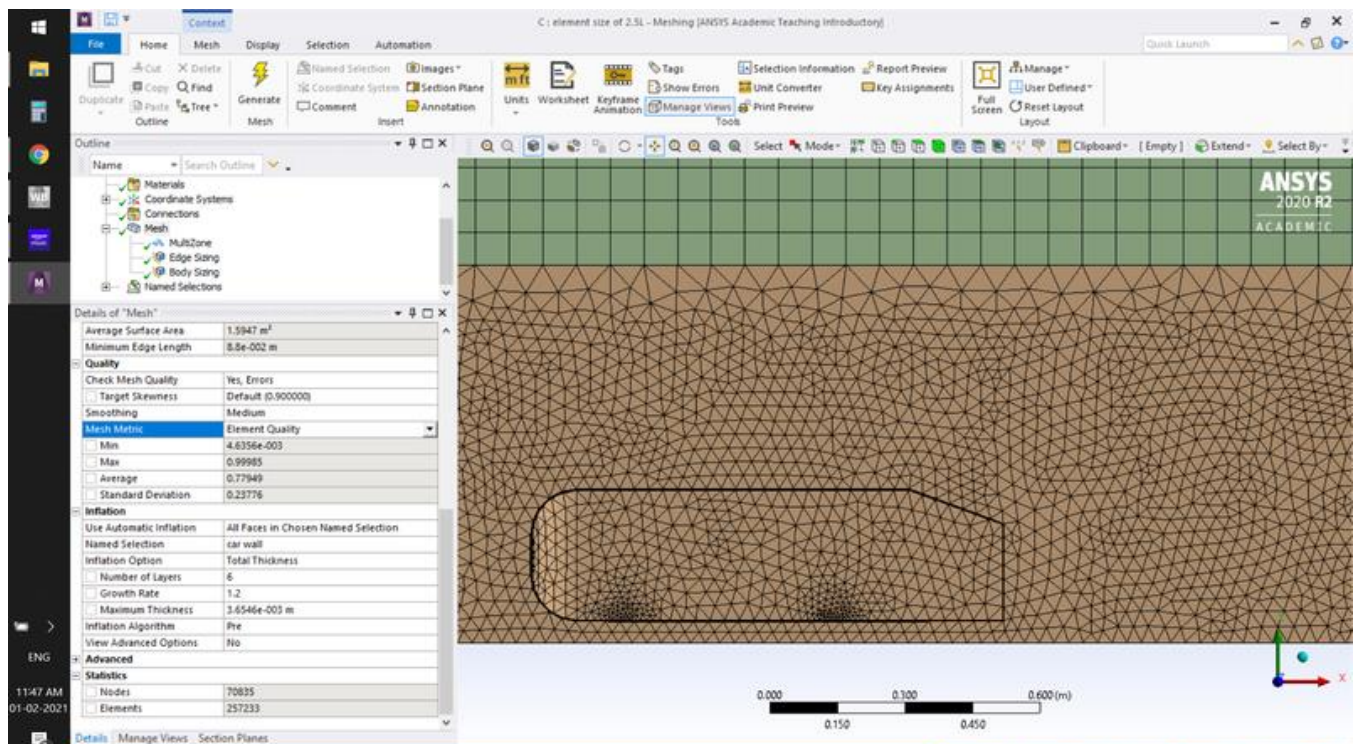 Context
C : element size of 2.5L - Meshing [ANSYS Academic Teaching Introductory]
File Home Mesh Display Selection Automation
Quick Launch
Duplicate
Cut
Copy
Paste
Delete
Find
Tree
Outline
Generate
Mesh
Named Selection
Coordinate System
Comment
Images
Section Plane
Annotation
Insert
Units
Worksheet
Keyframe Animation
Tags
Show Errors
Manage Views
Selection Information
Unit Converter
Print Preview
Report Preview
Key Assignments
Tools
Full Screen
Manage
User Defined
Reset Layout
Layout
Outline
Name Search Outline
Select Mode Clipboard [ Empty ] Extend Select By
Materials
Coordinate Systems
Connections
Mesh
MultiZone
Edge Sizing
Body Sizing
Named Selections
Details of "Mesh"
Average Surface Area 1.5947 m²
Minimum Edge Length 8.8e-002 m
Quality
Check Mesh Quality Yes, Errors
Target Skewness Default (0.900000)
Smoothing Medium
Mesh Metric Element Quality
Min 4.6356e-003
Max 0.99985
Average 0.77949
Standard Deviation 0.23776
Inflation
Use Automatic Inflation All Faces in Chosen Named Selection
Named Selection car wall
Inflation Option Total Thickness
Number of Layers 6
Growth Rate 1.2
Maximum Thickness 3.6546e-003 m
Inflation Algorithm Pre
View Advanced Options No
Advanced
Statistics
Nodes 70835
Elements 257233
Details Manage Views Section Planes
ANSYS
2020 R2
ACADEMIC
0.000 0.300 0.600 (m)
0.150 0.450
Y
X
WB
M
ENG
11:47 AM
01-02-2021